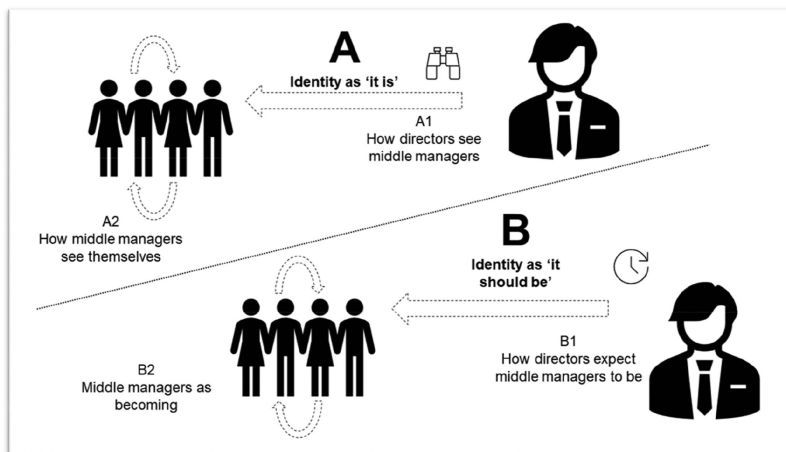 A
Identity as ‘it is’
A1
How directors see
middle managers
A2
How middle managers
see themselves
B
Identity as ‘it
should be’
B1
How directors expect
middle managers to be
B2
Middle managers as
becoming